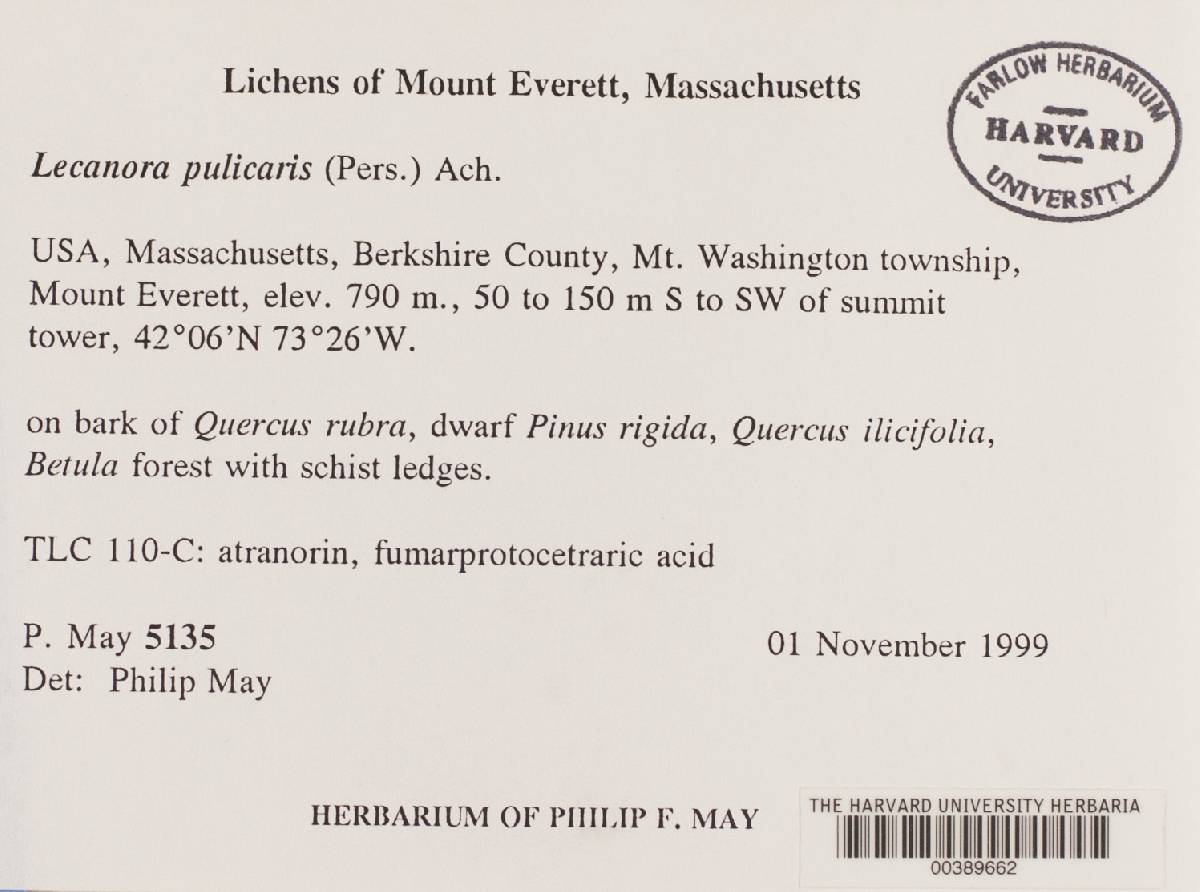 Lichens of Mount Everett, Massachusetts
FARLOW HERBARIUM
HARVARD
UNIVERSITY
Lecanora pulicaris (Pers.) Ach.
USA, Massachusetts, Berkshire County, Mt. Washington township,
Mount Everett, elev. 790 m., 50 to 150 m S to SW of summit
tower, 42°06'N 73°26'W.
on bark of Quercus rubra, dwarf Pinus rigida, Quercus ilicifolia,
Betula forest with schist ledges.
TLC 110-C: atranorin, fumarprotocetraric acid
P. May 5135
01 November 1999
Det: Philip May
HERBARIUM OF PHILIP F. MAY
THE HARVARD UNIVERSITY HERBARIA
00389662